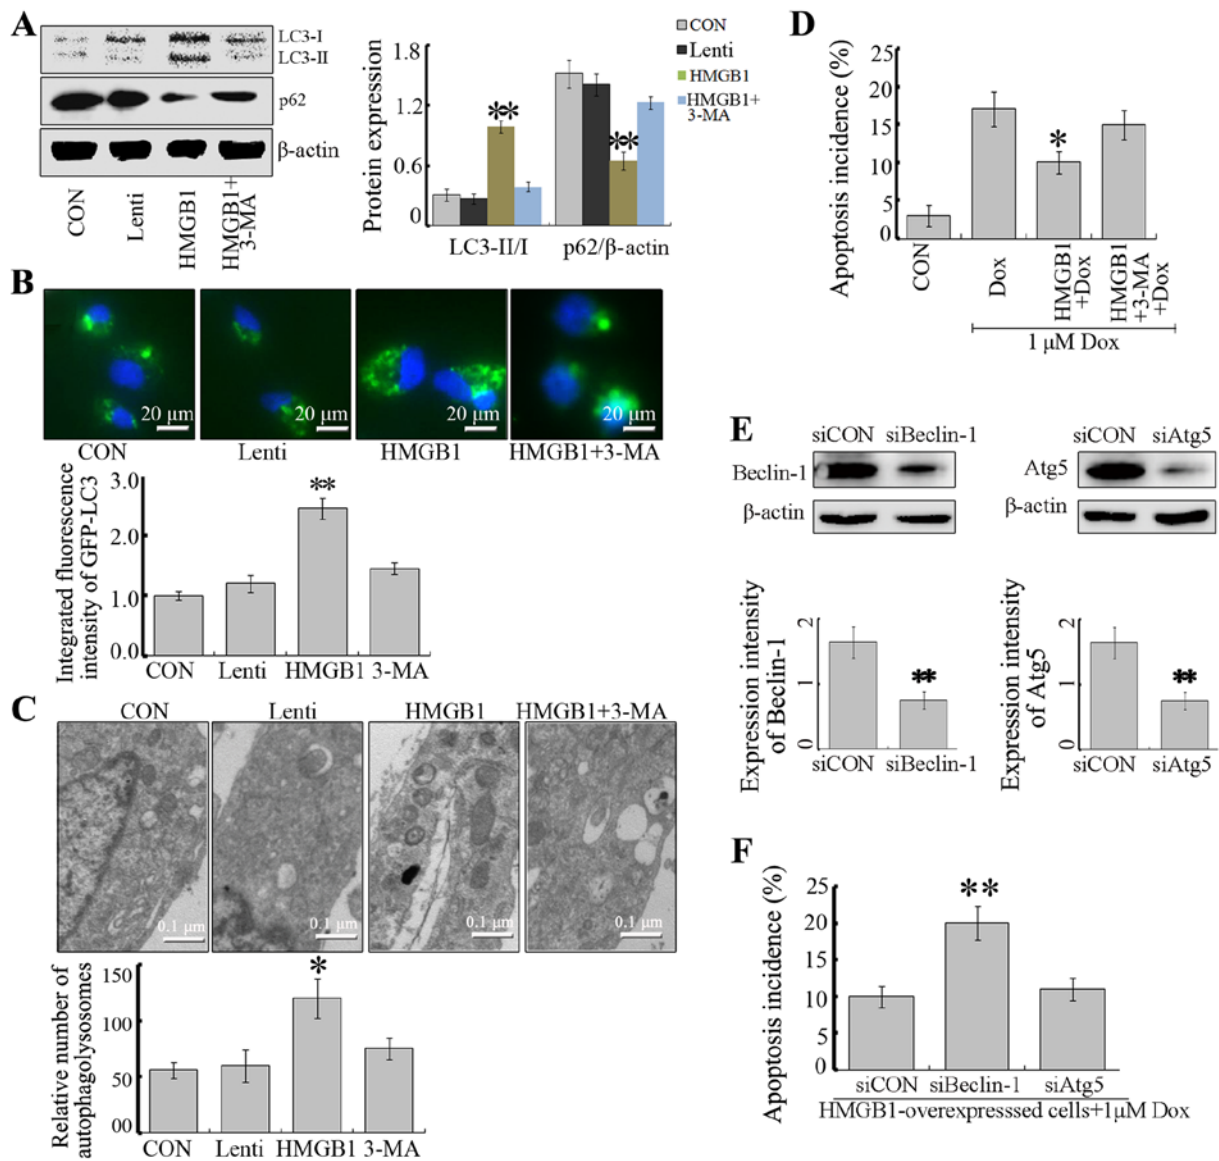 A
LC3-I
LC3-II
p62
β-actin
CON
Lenti
HMGB1
HMGB1+
3-MA
Protein expression
1.8
1.2
0.6
0
LC3-II/I
p62/β-actin
**
**
CON
Lenti
HMGB1
HMGB1+
3-MA
B
20 μm
20 μm
20 μm
20 μm
CON
Lenti
HMGB1
HMGB1+3-MA
Integrated fluorescence
intensity of GFP-LC3
3.0
2.0
1.0
0.0
**
CON
Lenti
HMGB1
3-MA
C
CON
Lenti
HMGB1
HMGB1+3-MA
0.1 μm
0.1 μm
0.1 μm
0.1 μm
Relative number of
autophagolysosomes
150
100
50
00
*
CON
Lenti
HMGB1
3-MA
D
Apoptosis incidence (%)
25
20
15
10
5
0
*
CON
Dox
HMGB1
+Dox
HMGB1
+3-MA
+Dox
1 μM Dox
E
siCON siBeclin-1
Beclin-1
β-actin
siCON siAtg5
Atg5
β-actin
Expression intensity
of Beclin-1
2
1
0
**
siCON siBeclin-1
Expression intensity
of Atg5
2
1
0
**
siCON siAtg5
F
Apoptosis incidence (%)
25
20
15
10
5
0
**
siCON siBeclin-1 siAtg5
HMGB1-overexpresssed cells+1μM Dox